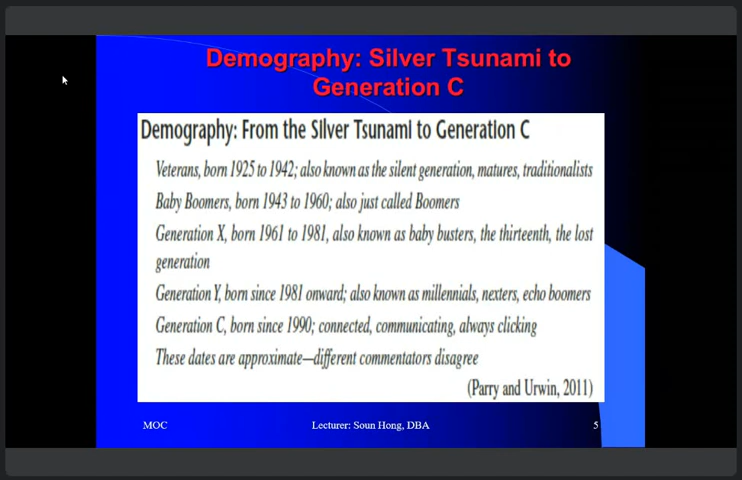 Demography: Silver Tsunami to
Generation C
Demography: From the Silver Tsunami to Generation C
Veterans, born 1925 to 1942; also known as the silent generation, matures, traditionalists
Baby Boomers, born 1943 to 1960; also just called Boomers
Generation X, born 1961 to 1981, also known as baby busters, the thirteenth, the lost
generation
Generation Y, born since 1981 onward; also known as millennials, nexters, echo boomers
Generation C, born since 1990; connected, communicating, always clicking
These dates are approximate—different commentators disagree
(Parry and Urwin, 2011)
MOC
Lecturer: Soun Hong, DBA
5